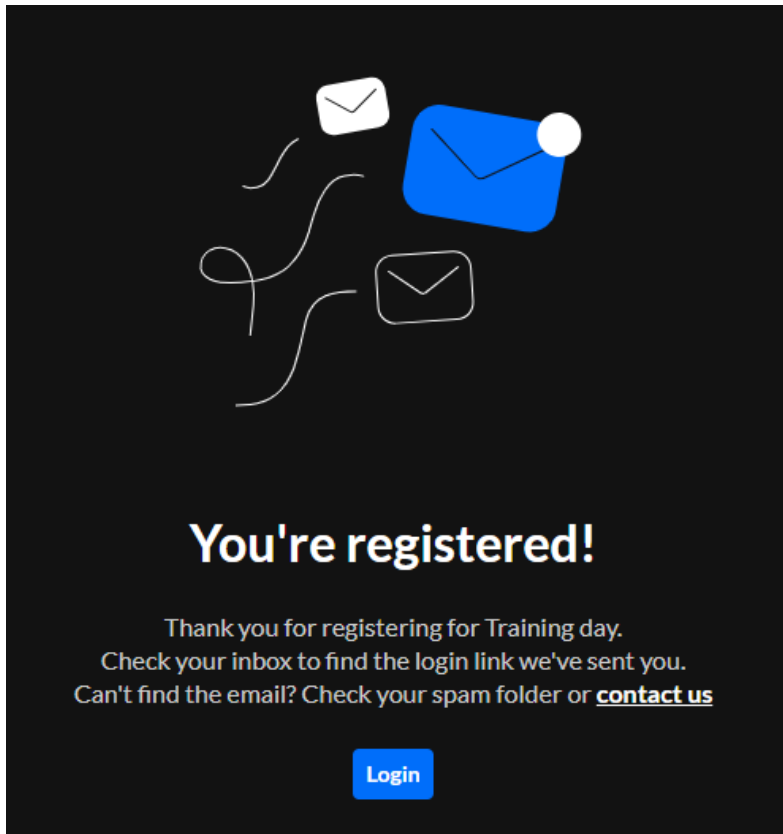 You're registered!
Thank you for registering for Training day.
Check your inbox to find the login link we've sent you.
Can't find the email? Check your spam folder or contact us
Login